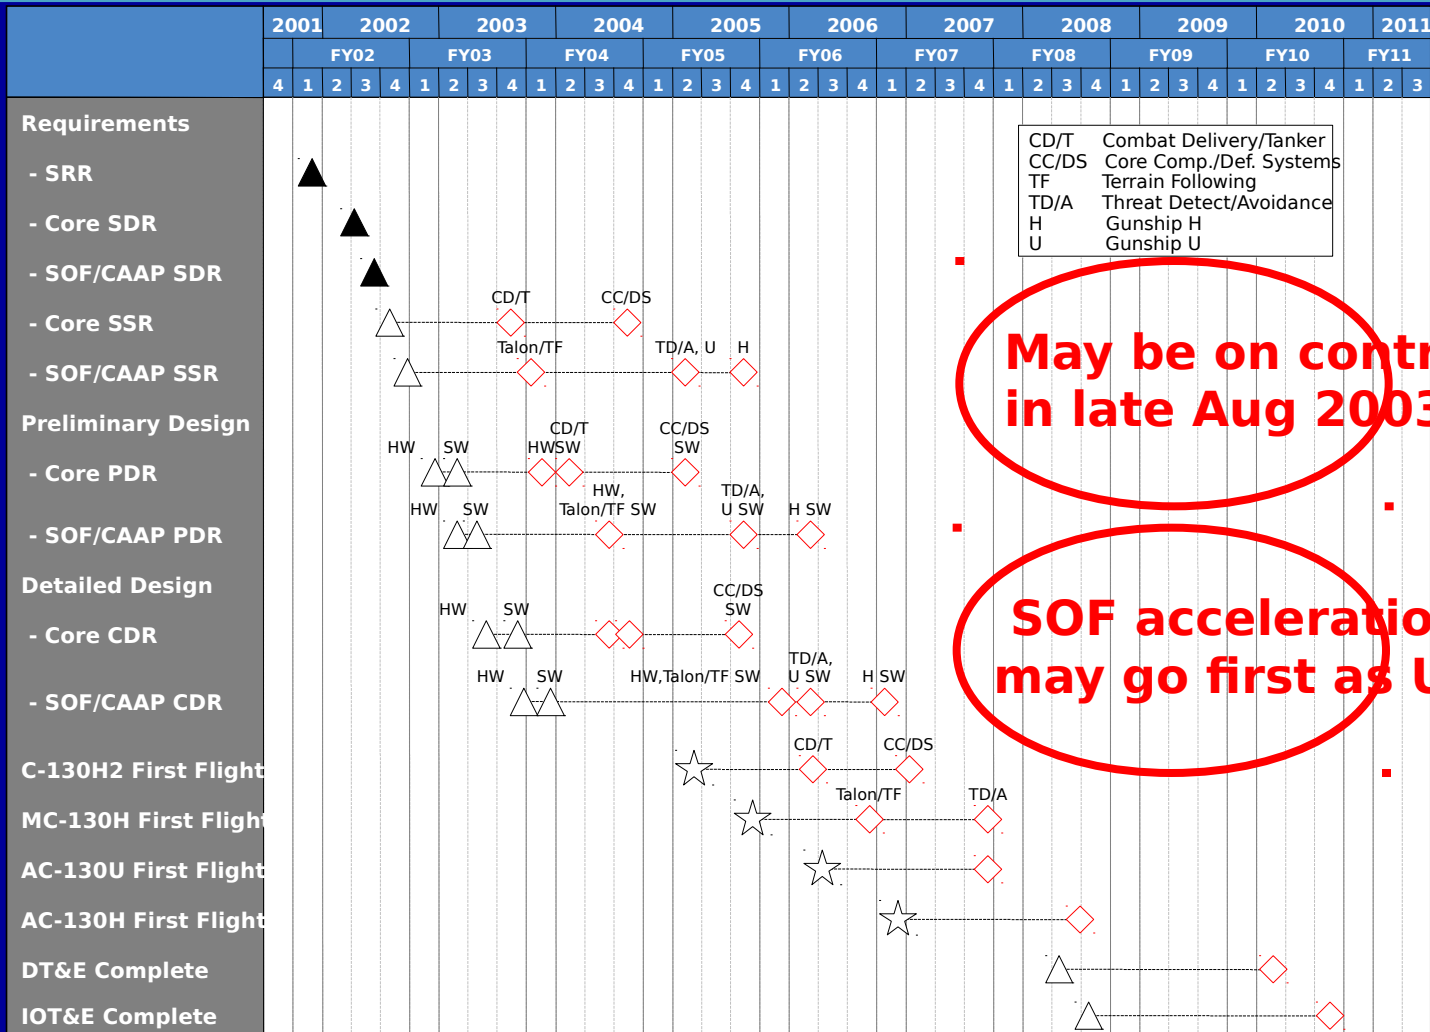 2001 2002 2003 2004 2005 2006 2007 2008 2009 2010 2011
FY02 FY03 FY04 FY05 FY06 FY07 FY08 FY09 FY10 FY11
4 1 2 3 4 1 2 3 4 1 2 3 4 1 2 3 4 1 2 3 4 1 2 3 4 1 2 3 4 1 2 3 4 1 2 3 4 1 2 3
Requirements
CD/T Combat Delivery/Tanker
CC/DS Core Comp./Def. Systems
TF Terrain Following
TD/A Threat Detect/Avoidance
H Gunship H
U Gunship U
- SRR
- Core SDR
- SOF/CAAP SDR
CD/T CC/DS
- Core SSR
Talon/TF TD/A, U H
- SOF/CAAP SSR
May be on contr
in late Aug 2003
Preliminary Design
CD/T CC/DS
HW SW HW SW SW
- Core PDR
HW, TD/A,
HW SW Talon/TF SW U SW H SW
- SOF/CAAP PDR
Detailed Design
CC/DS
HW SW SW
- Core CDR
SOF acceleratio
may go first as U
TD/A,
HW SW HW,Talon/TF SW U SW H SW
- SOF/CAAP CDR
CD/T CC/DS
C-130H2 First Flight
Talon/TF TD/A
MC-130H First Flight
AC-130U First Flight
AC-130H First Flight
DT&E Complete
IOT&E Complete